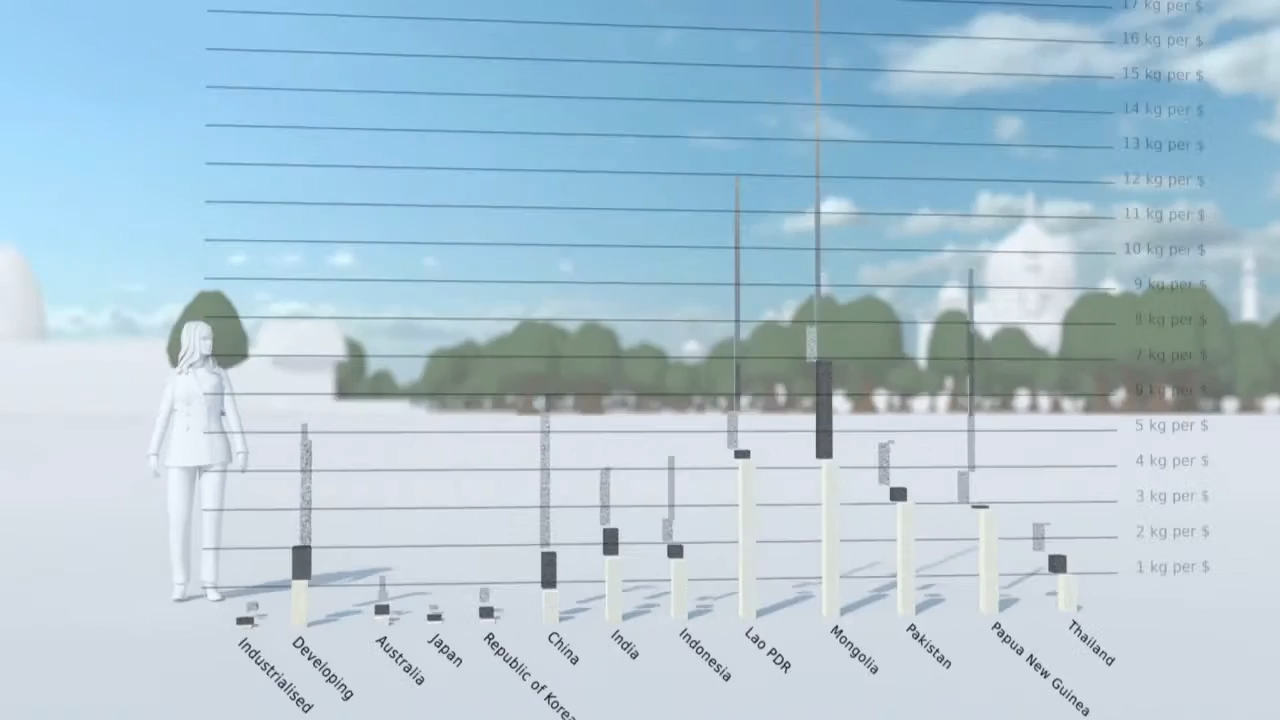 17 kg per $
16 kg per $
15 kg per $
14 kg per $
13 kg per $
12 kg per $
11 kg per $
10 kg per $
9 kg per $
8 kg per $
7 kg per $
6 kg per $
5 kg per $
4 kg per $
3 kg per $
2 kg per $
1 kg per $
Industrialised
Developing
Australia
Japan
Republic of Korea
China
India
Indonesia
Lao PDR
Mongolia
Pakistan
Papua New Guinea
Thailand